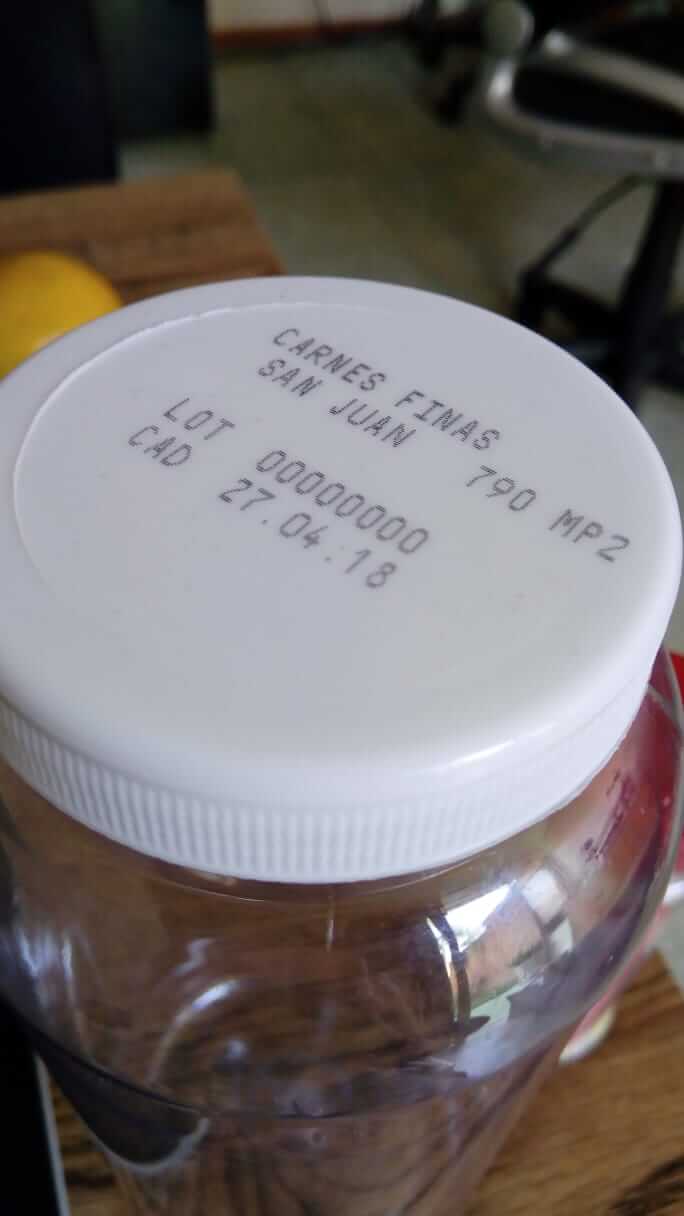 CARNES FINAS
SAN JUAN 790 MP2
LOT 00000000
CAD 27.04.18